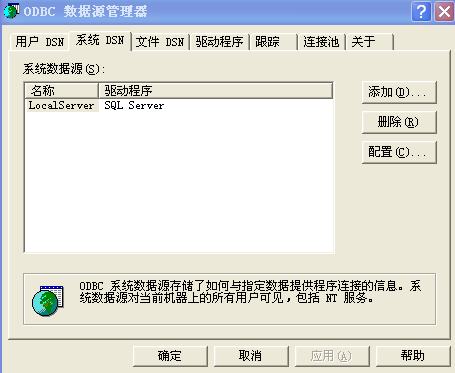 ODBC 数据源管理器
用户 DSN 系统 DSN 文件 DSN 驱动程序 跟踪 连接池 关于
系统数据源(S):
名称 驱动程序
LocalServer SQL Server
添加(D)...
删除(R)
配置(C)...
ODBC 系统数据源存储了如何与指定数据提供程序连接的信息。系
统数据源对当前机器上的所有用户可见，包括 NT 服务。
确定 取消 应用(A) 帮助